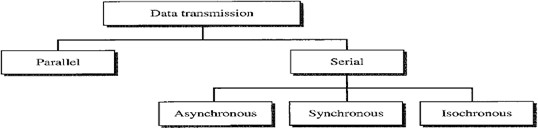 Data transmission
Parallel
Serial
Asynchronous
Synchronous
Isochronous